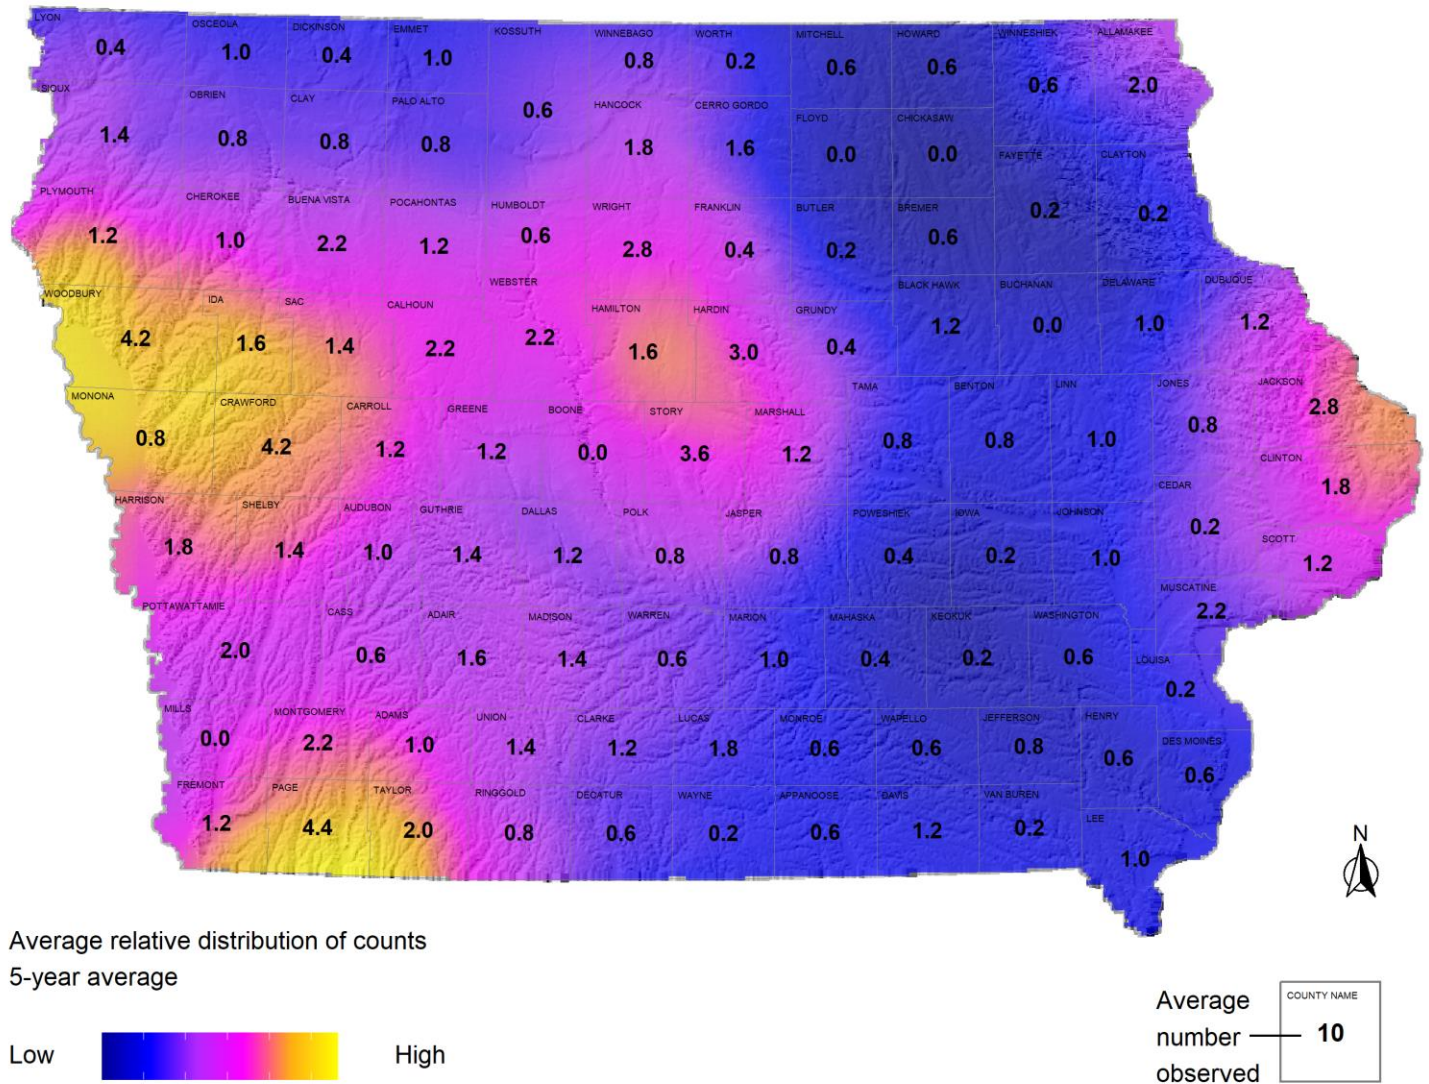 LYON OSCEOLA DICKINSON EMMET KOSSUTH WINNEBAGO WORTH MITCHELL HOWARD WINNESHIEK ALLAMAKEE
0.4 1.0 0.4 1.0 0.6 0.8 0.2 0.6 0.6 0.6 2.0
SIOUX OBRIEN CLAY PALO ALTO HANCOCK CERRO GORDO FLOYD CHICKASAW FAYETTE CLAYTON
1.4 0.8 0.8 0.8 1.8 1.6 0.0 0.0 0.2 0.2
PLYMOUTH CHEROKEE BUENA VISTA POCAHONTAS HUMBOLDT WRIGHT FRANKLIN BUTLER BREMER
1.2 1.0 2.2 1.2 0.6 2.8 0.4 0.2 0.6
WOODBURY IDA SAC CALHOUN WEBSTER HAMILTON HARDIN GRUNDY BLACK HAWK BUCHANAN DELAWARE DUBUQUE
4.2 1.6 1.4 2.2 2.2 1.6 3.0 0.4 1.2 0.0 1.0 1.2
MONONA CRAWFORD CARROLL GREENE BOONE STORY MARSHALL TAMA BENTON LINN JONES JACKSON
0.8 4.2 1.2 1.2 0.0 3.6 1.2 0.8 0.8 1.0 0.8 2.8
CLINTON
1.8
HARRISON SHELBY AUDUBON GUTHRIE DALLAS POLK JASPER POWESHIEK IOWA JOHNSON CEDAR SCOTT
1.8 1.4 1.0 1.4 1.2 0.8 0.8 0.4 0.2 1.0 0.2 1.2
MUSCATINE
2.2
POTTAWATTAMIE CASS ADAIR MADISON WARREN MARION MAHASKA KEOKUK WASHINGTON LOUISA
2.0 0.6 1.6 1.4 0.6 1.0 0.4 0.2 0.6 0.2
MILLS MONTGOMERY ADAMS UNION CLARKE LUCAS MONROE WAPELLO JEFFERSON HENRY DES MOINES
0.0 2.2 1.0 1.4 1.2 1.8 0.6 0.6 0.8 0.6 0.6
FREMONT PAGE TAYLOR RINGGOLD DECATUR WAYNE APPANOOSE DAVIS VAN BUREN LEE
1.2 4.4 2.0 0.8 0.6 0.2 0.6 1.2 0.2 1.0
N
Average relative distribution of counts
5-year average
Low High
Average
number
observed
COUNTY NAME
10